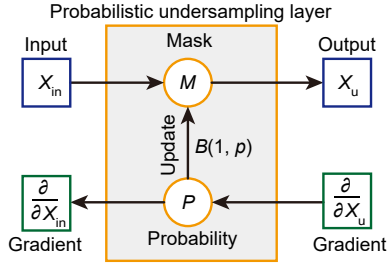 Probabilistic undersampling layer
Input
Mask
Output
X_in
M
X_u
Update
B(1, p)
∂
∂X_in
P
∂
∂X_u
Gradient
Probability
Gradient